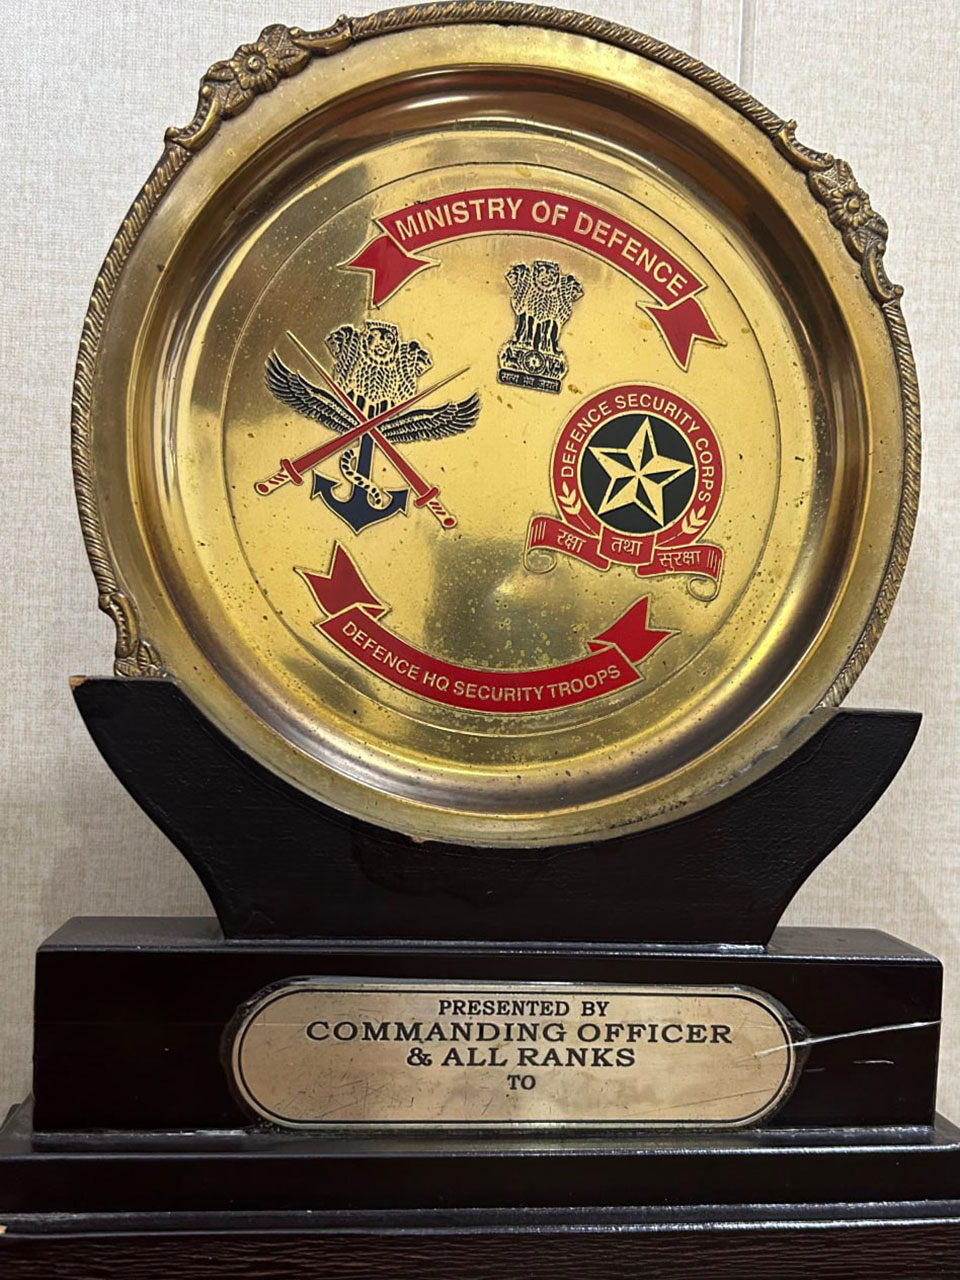 MINISTRY OF DEFENCE
सत्यमेव जयते
DEFENCE SECURITY CORPS
रक्षा तथा सुरक्षा
DEFENCE HQ SECURITY TROOPS
PRESENTED BY
COMMANDING OFFICER
& ALL RANKS
TO